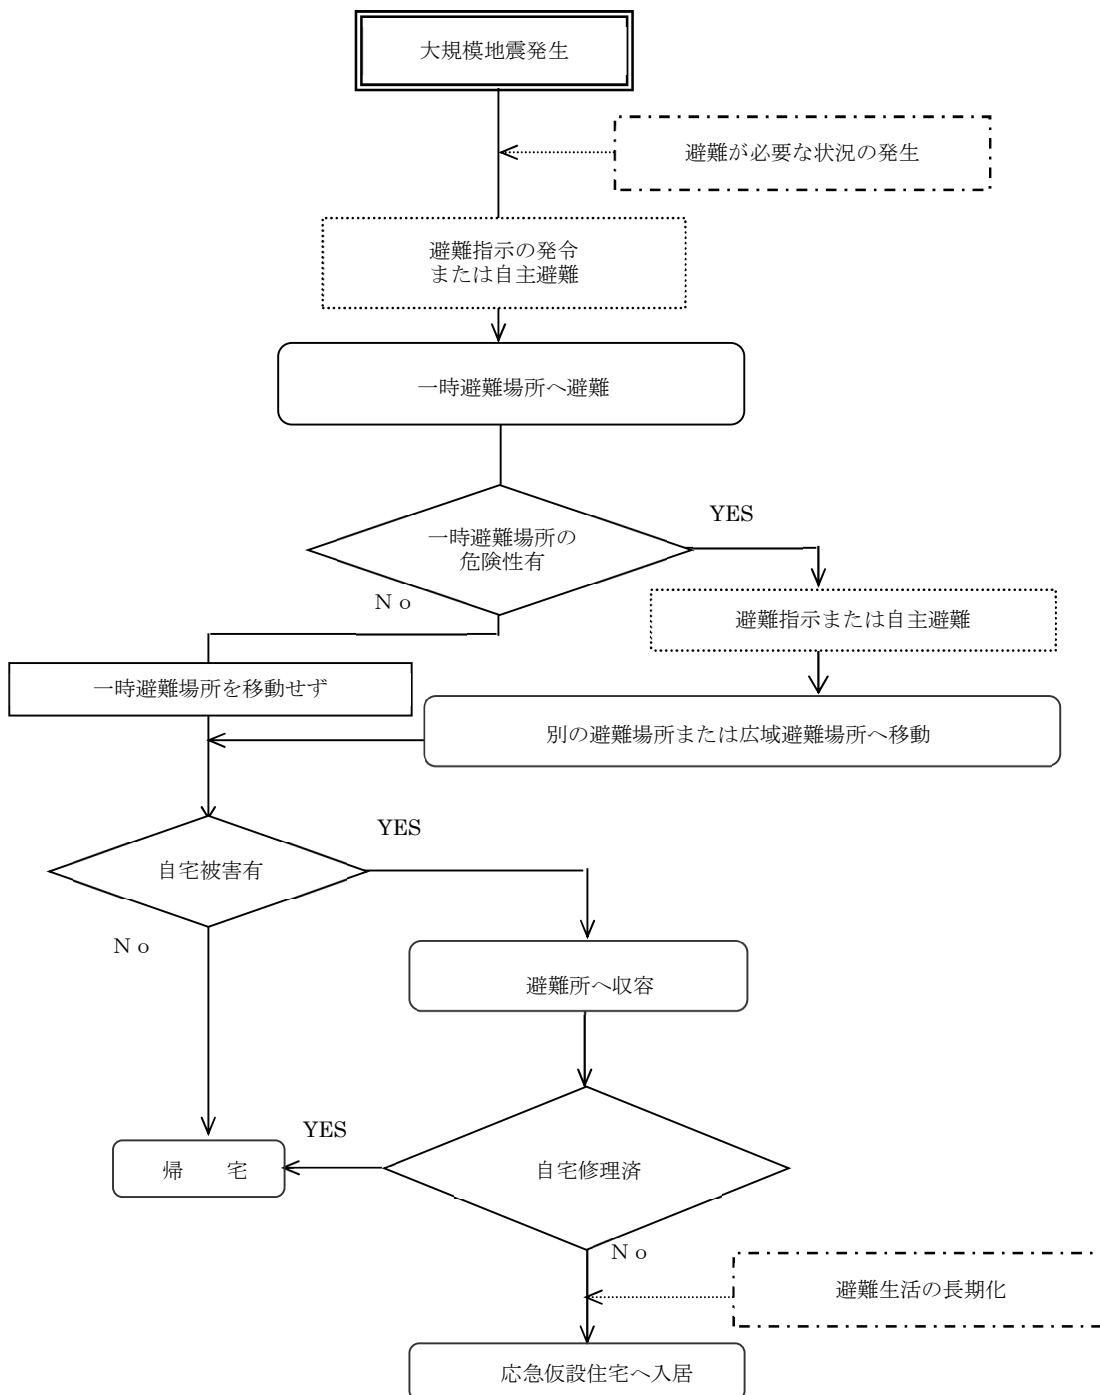 大規模地震発生
避難が必要な状況の発生
避難指示の発令
または自主避難
一時避難場所へ避難
YES
一時避難場所の
危険性有
No
避難指示または自主避難
一時避難場所を移動せず
別の避難場所または広域避難場所へ移動
YES
自宅被害有
No
避難所へ収容
YES
帰　　宅
自宅修理済
No
避難生活の長期化
応急仮設住宅へ入居